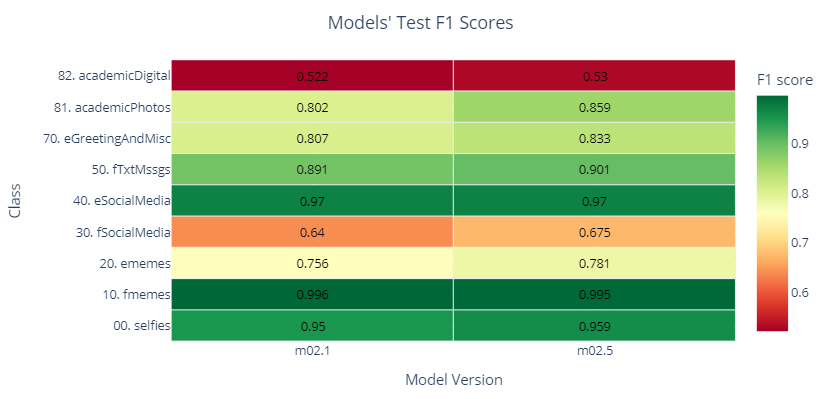 Models' Test F1 Scores
82. academicDigital 0.522 0.53
81. academicPhotos 0.802 0.859
70. eGreetingAndMisc 0.807 0.833
50. fTxtMssgs 0.891 0.901
40. eSocialMedia 0.97 0.97
30. fSocialMedia 0.64 0.675
20. ememes 0.756 0.781
10. fmemes 0.996 0.995
00. selfies 0.95 0.959
m02.1 m02.5
Model Version
Class
F1 score
0.9
0.8
0.7
0.6